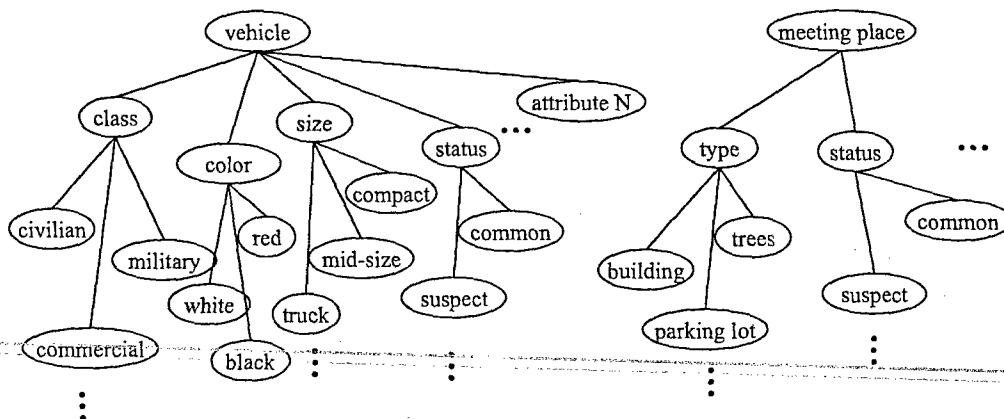 vehicle
meeting place
attribute N
class
size
color
status
type
status
compact
civilian
red
common
trees
common
military
mid-size
building
white
truck
suspect
parking lot
suspect
commercial
black